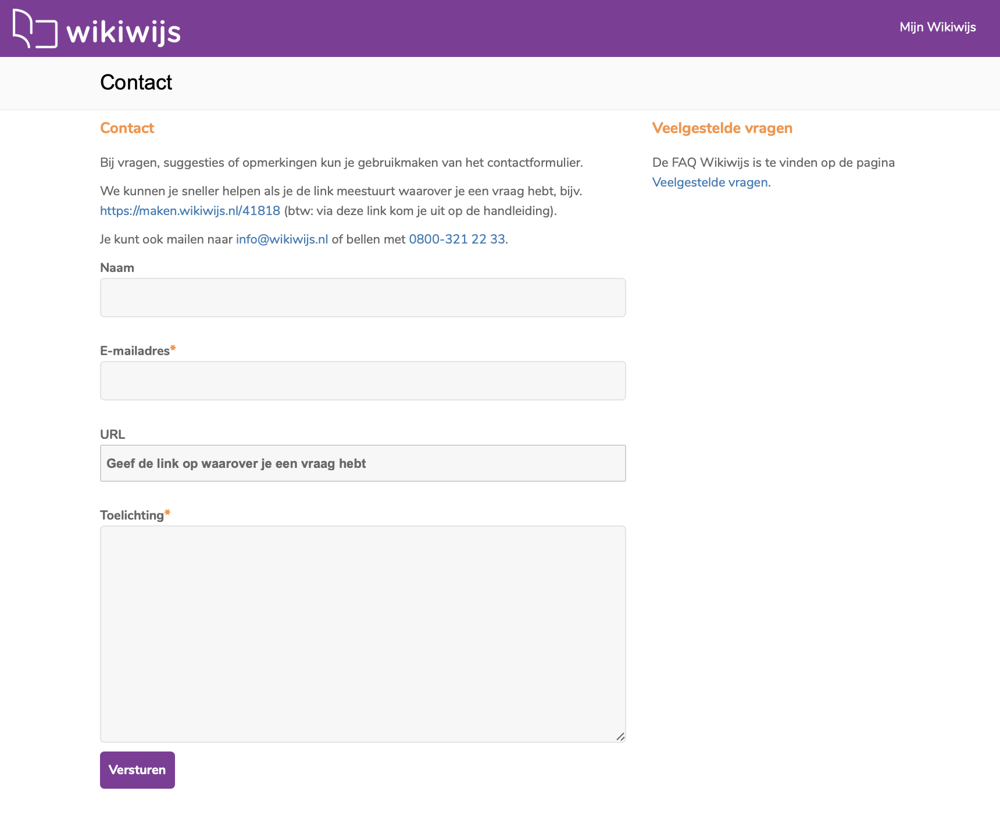 wikiwijs
Mijn Wikiwijs
Contact
Contact
Bij vragen, suggesties of opmerkingen kun je gebruikmaken van het contactformulier.
We kunnen je sneller helpen als je de link meestuurt waarover je een vraag hebt, bijv.
https://maken.wikiwijs.nl/41818 (btw: via deze link kom je uit op de handleiding).
Je kunt ook mailen naar info@wikiwijs.nl of bellen met 0800-321 22 33.
Naam
E-mailadres*
URL
Geef de link op waarover je een vraag hebt
Toelichting*
Versturen
Veelgestelde vragen
De FAQ Wikiwijs is te vinden op de pagina
Veelgestelde vragen.